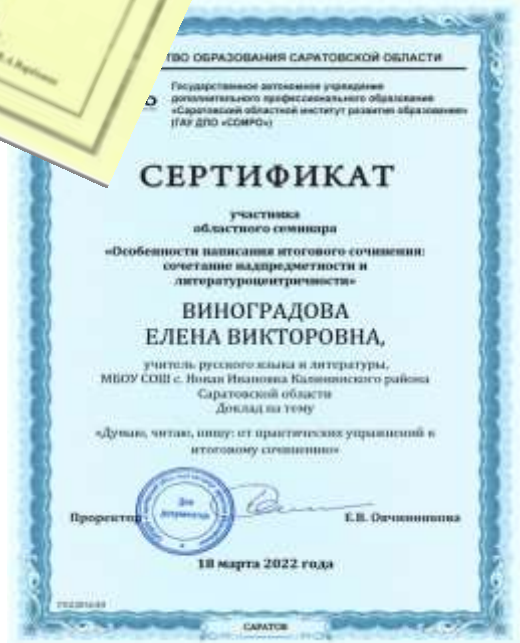 ТВО ОБРАЗОВАНИЯ САРАТОВСКОЙ ОБЛАСТИ
Государственное автономное учреждение
дополнительного профессионального образования
«Саратовский областной институт развития образования»
(ГАУ ДПО «СОИРО»)
СЕРТИФИКАТ
участника
областного семинара
«Особенности написания итогового сочинения:
сочетание надпредметности и
литературоцентричности»
ВИНОГРАДОВА
ЕЛЕНА ВИКТОРОВНА,
учитель русского языка и литературы,
МБОУ СОШ с. Новая Ивановка Калининского района
Саратовской области
Доклад на тему
«Думаю, читаю, пишу: от практических упражнений к
итоговому сочинению»
Для
документов
Проректор Е.В. Овчинникова
18 марта 2022 года
САРАТОВ